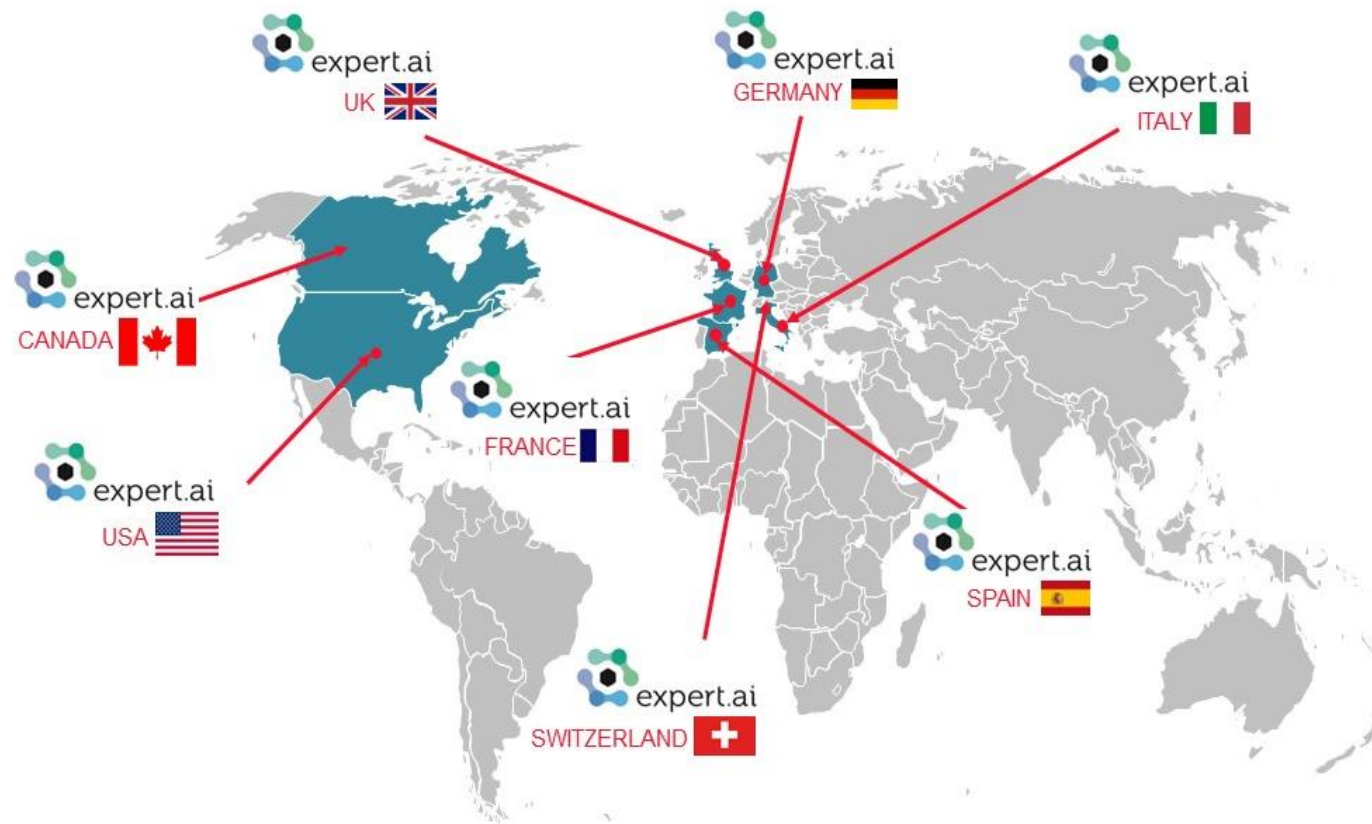 expert.ai
UK
expert.ai
GERMANY
expert.ai
ITALY
expert.ai
CANADA
expert.ai
FRANCE
expert.ai
USA
expert.ai
SPAIN
expert.ai
SWITZERLAND